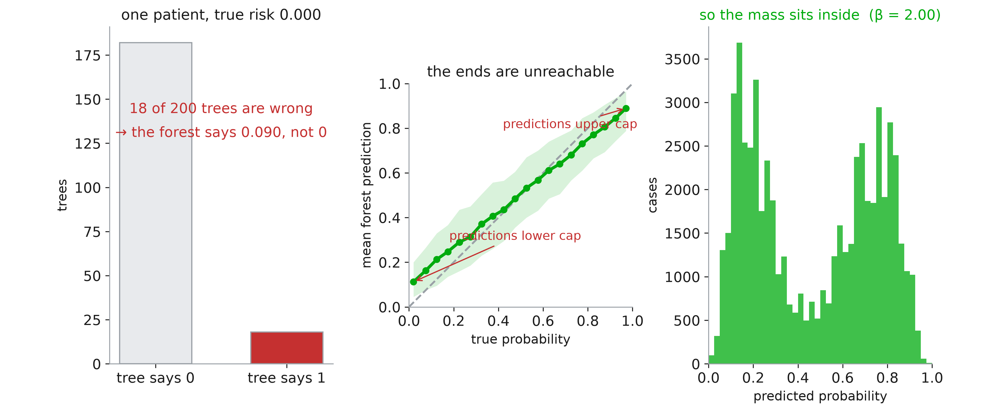 one patient, true risk 0.000
175
150
125
100
75
50
25
0
trees
18 of 200 trees are wrong
→ the forest says 0.090, not 0
tree says 0
tree says 1
the ends are unreachable
1.0
0.8
0.6
0.4
0.2
0.0
mean forest prediction
predictions upper cap
predictions lower cap
0.0 0.2 0.4 0.6 0.8 1.0
true probability
so the mass sits inside (β = 2.00)
3500
3000
2500
2000
1500
1000
500
0
cases
0.0 0.2 0.4 0.6 0.8 1.0
predicted probability